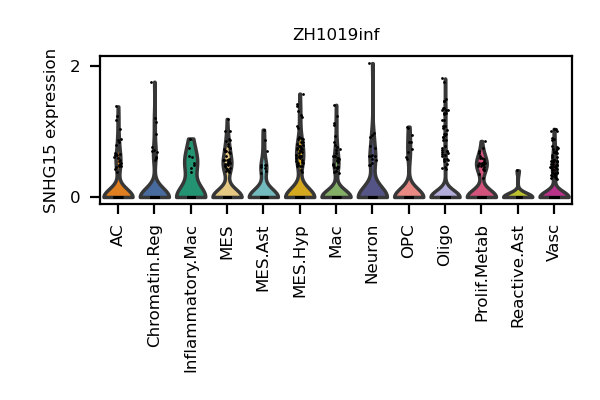 ZH1019inf
SNHG15 expression
2
0
AC
Chromatin.Reg
Inflammatory.Mac
MES
MES.Ast
MES.Hyp
Mac
Neuron
OPC
Oligo
Prolif.Metab
Reactive.Ast
Vasc